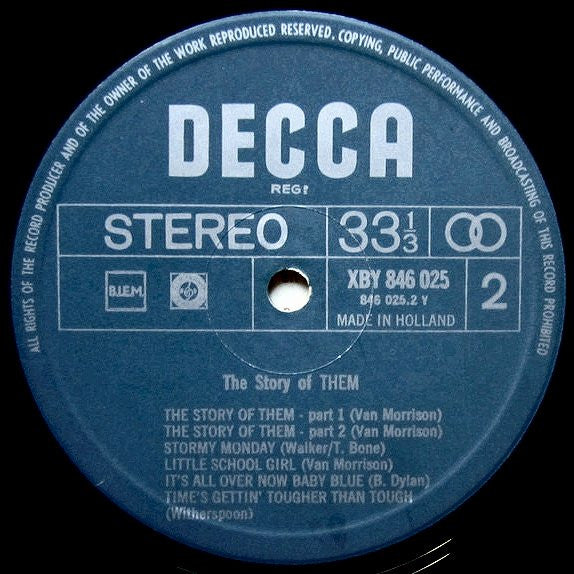 ALL RIGHTS OF THE RECORD PRODUCER AND OF THE OWNER OF THE WORK REPRODUCED RESERVED. COPYING, PUBLIC PERFORMANCE AND BROADCASTING OF THIS RECORD PROHIBITED
DECCA
REGD
STEREO 33 1/3
B.I.E.M. XBY 846 025 2
846 025.2 Y
MADE IN HOLLAND
The Story of THEM
THE STORY OF THEM - part 1 (Van Morrison)
THE STORY OF THEM - part 2 (Van Morrison)
STORMY MONDAY (Walker/T. Bone)
LITTLE SCHOOL GIRL (Van Morrison)
IT'S ALL OVER NOW BABY BLUE (B. Dylan)
TIME'S GETTIN' TOUGHER THAN TOUGH
(Witherspoon)